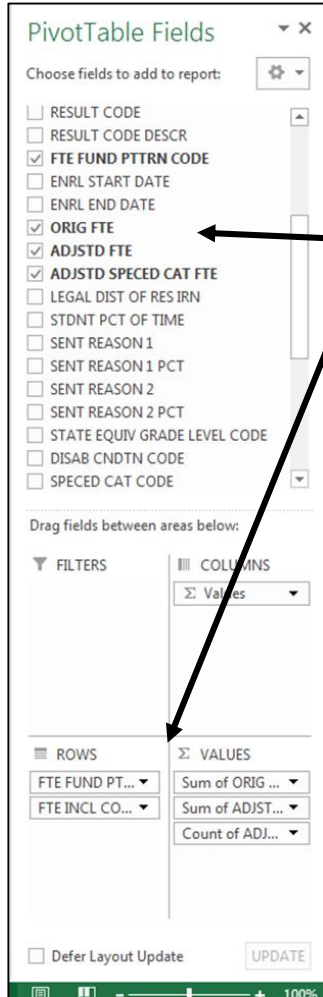 PivotTable Fields
Choose fields to add to report:
RESULT CODE
RESULT CODE DESCR
FTE FUND PTTRN CODE
ENRL START DATE
ENRL END DATE
ORIG FTE
ADJSTD FTE
ADJSTD SPECED CAT FTE
LEGAL DIST OF RES IRN
STDNT PCT OF TIME
SENT REASON 1
SENT REASON 1 PCT
SENT REASON 2
SENT REASON 2 PCT
STATE EQUIV GRADE LEVEL CODE
DISAB CNDTN CODE
SPECED CAT CODE
Drag fields between areas below:
FILTERS
COLUMNS
Σ Values
ROWS
FTE FUND PT...
FTE INCL CO...
Σ VALUES
Sum of ORIG ...
Sum of ADJST...
Count of ADJ...
Defer Layout Update
UPDATE
- + 100%